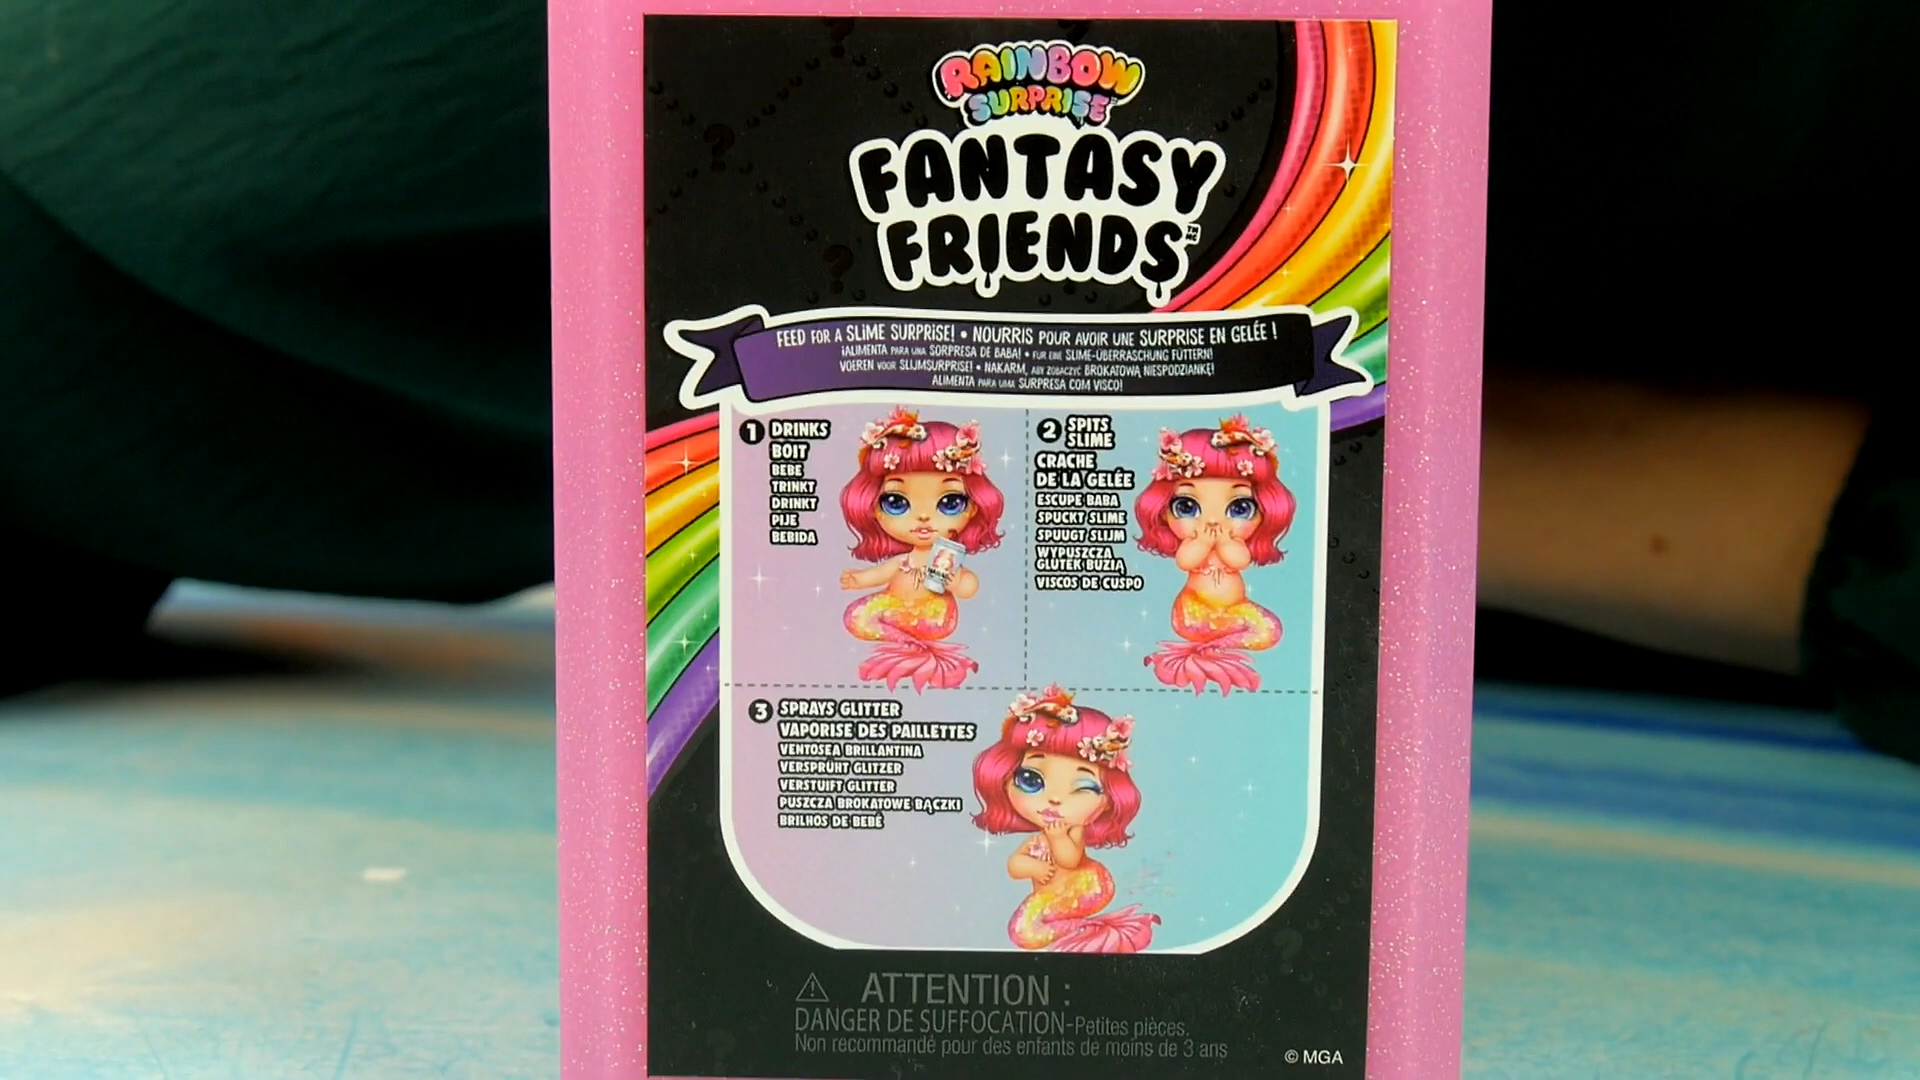 RAINBOW
SURPRISE™
FANTASY
FRIENDS™
MC
FEED FOR A SLIME SURPRISE! • NOURRIS POUR AVOIR UNE SURPRISE EN GELÉE !
¡ALIMENTA PARA UNA SORPRESA DE BABA! • FÜR EINE SLIME-ÜBERRASCHUNG FÜTTERN!
VOEREN VOOR SLIJMSURPRISE! • NAKARM, ABY ZOBACZYĆ BROKATOWĄ NIESPODZIANKĘ!
ALIMENTA PARA UMA SURPRESA COM VISCO!
1 DRINKS
BOIT
BEBE
TRINKT
DRINKT
PIJE
BEBIDA
2 SPITS
SLIME
CRACHE
DE LA GELÉE
ESCUPE BABA
SPUCKT SLIME
SPUUGT SLIJM
WYPUSZCZA
GLUTEK BUZIĄ
VISCOS DE CUSPO
3 SPRAYS GLITTER
VAPORISE DES PAILLETTES
VENTOSEA BRILLANTINA
VERSPRÜHT GLITZER
VERSTUIFT GLITTER
PUSZCZA BROKATOWE BĄCZKI
BRILHOS DE BEBÉ
ATTENTION :
DANGER DE SUFFOCATION-Petites pièces.
Non recommandé pour des enfants de moins de 3 ans
© MGA